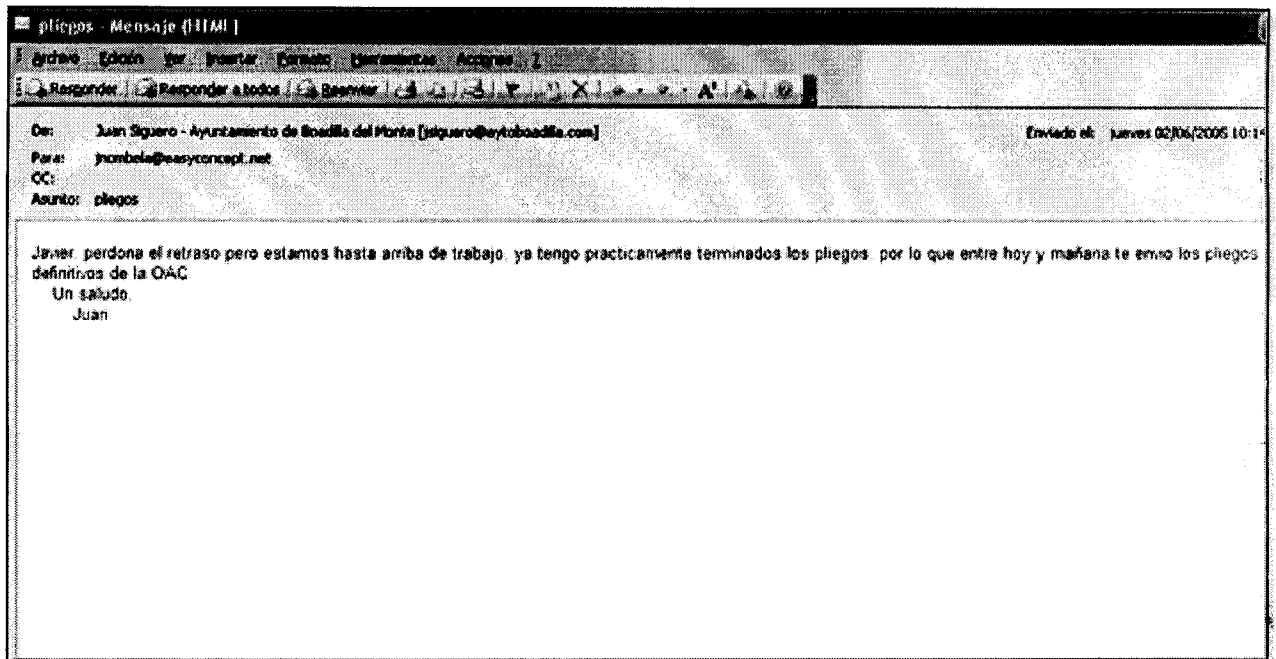 pliegos - Mensaje (HTML)
Archivo Edición Ver Insertar Formato Herramientas Acciones ?
Responder Responder a todos Reenviar
De: Juan Siguero - Ayuntamiento de Boadilla del Monte [jsiguero@aytoboadilla.com] Enviado el: jueves 02/06/2005 10:14
Para: jnombela@easyconcept.net
CC:
Asunto: pliegos
Javier, perdona el retraso pero estamos hasta arriba de trabajo, ya tengo practicamente terminados los pliegos, por lo que entre hoy y mañana te envio los pliegos
definitivos de la OAC
Un saludo,
Juan